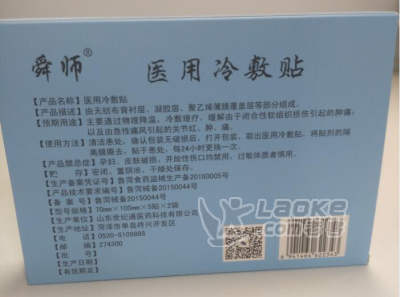 舜师® 医用冷敷贴
【产品名称】医用冷敷贴
【产品描述】由无纺布背衬层、凝胶层、聚乙烯薄膜覆盖层等部分组成。
【预期用途】主要通过物理降温、冷敷理疗,缓解由于闭合性软组织损伤引起的肿痛;
以及由急性痛风引起的关节红、肿、痛。
【使用方法】清洁患处,确认包装无破损后,打开包装,取出医用冷敷贴,将贴剂的隔
离膜撕去,贴于患处,每24小时更换一次。
【产品禁忌症】孕妇、皮肤破损、开放性伤口均禁用,过敏体质者慎用。
【贮 存】密闭,置阴凉、干燥处保存。
【生产备案凭证号】鲁菏食药监械生产备20160005号
【产品技术要求编号】鲁菏械备20150044号
【备 案 号】鲁菏械备20150044号
【型号规格】70mm×100mm×5贴×2袋
【生产单位】山东世纪通医药科技有限公司
【生产地址】菏泽市单县待兴开发区
【电 话】0530-6109888
【邮 编】274300
【批 号】
【生产日期】
【有效期至】
Laoke
.COM